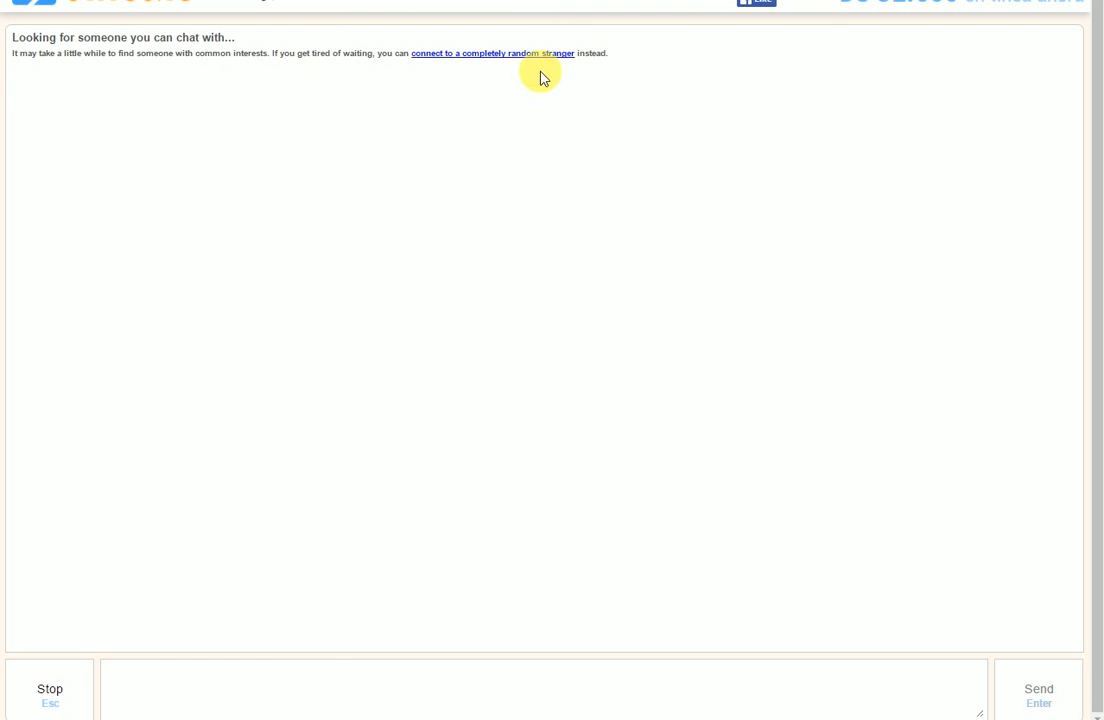 Like
Looking for someone you can chat with...
It may take a little while to find someone with common interests. If you get tired of waiting, you can connect to a completely random stranger instead.
Stop
Esc
Send
Enter